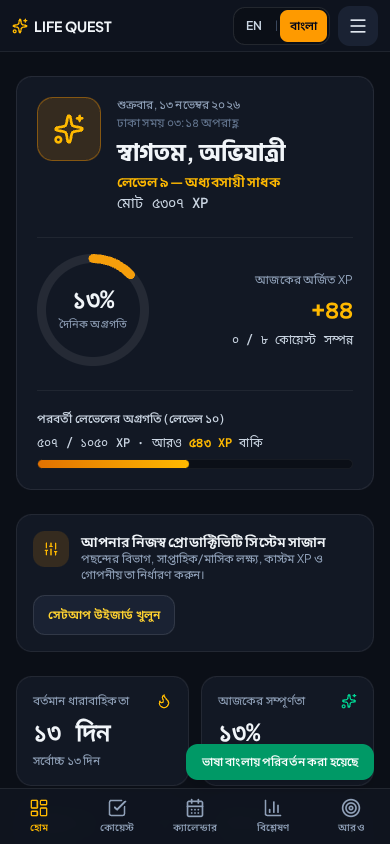 LIFE QUEST
EN
বাংলা
শুক্রবার, ১৩ নভেম্বর ২০২৬
ঢাকা সময় ০৩:১৪ অপরাহ্ণ
স্বাগতম, অভিযাত্রী
লেভেল ৯ — অধ্যবসায়ী সাধক
মোট ৫৩০৭ XP
১৩%
দৈনিক অগ্রগতি
আজকের অর্জিত XP
+৪৪
০ / ৮ কোয়েস্ট সম্পন্ন
পরবর্তী লেভেলের অগ্রগতি (লেভেল ১০)
৫০৭ / ১০৫০ XP · আরও ৫৪৩ XP বাকি
আপনার নিজস্ব প্রোডাক্টিভিটি সিস্টেম সাজান
পছন্দের বিভাগ, সাপ্তাহিক/মাসিক লক্ষ্য, কাস্টম XP ও
গোপনীয়তা নির্ধারণ করুন।
সেটআপ উইজার্ড খুলুন
বর্তমান ধারাবাহিকতা
১৩ দিন
সর্বোচ্চ ১৩ দিন
আজকের সম্পূর্ণতা
১৩%
ভাষা বাংলায় পরিবর্তন করা হয়েছে
হোম
কোয়েস্ট
ক্যালেন্ডার
বিশ্লেষণ
আরও